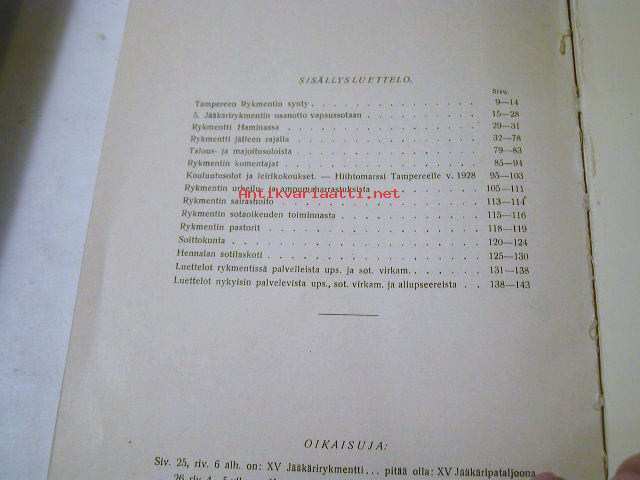 SISÄLLYSLUETTELO.
Sivu.
Tampereen Rykmentin synty . . . . . . . . . . . . 9—14
5. Jääkärirykmentin osanotto vapsussotaan . . . . . . . . 15—28
Rykmentti Haminassa . . . . . . . . . . . . . 29—31
Rykmentti jälleen rajalla . . . . . . . . . . . . 32—78
Talous- ja majoitusoloista . . . . . . . . . . . . 79—83
Rykmentin komentajat . . . . . . . . . . . . . 85—94
Koulutusolot ja leirikokoukset. — Hiihtomarssi Tampereelle v. 1928 95—103
Rykmentin urheilu- ja ampumaharrastuksista . . . . . . . 105—111
Antikvariaatti.net
Rykmentin sairashoito . . . . . . . . . . . . . 113—114
Rykmentin sotaoikeuden toiminnasta . . . . . . . . . 115—116
Rykmentin pastorit . . . . . . . . . . . . . 118—119
Soittokunta . . . . . . . . . . . . . . . 120—124
Hennalan sotilaskoti . . . . . . . . . . . . . 125—130
Luettelot rykmentissä palvelleista ups. ja sot. virkam. . . . . . 131—138
Luettelot nykyisin palvelevista ups., sot. virkam. ja aliupseereista . . 138—143
OIKAISUJA:
Siv. 25, riv. 6 alh. on: XV Jääkärirykmentti... pitää olla: XV Jääkäripataljoona